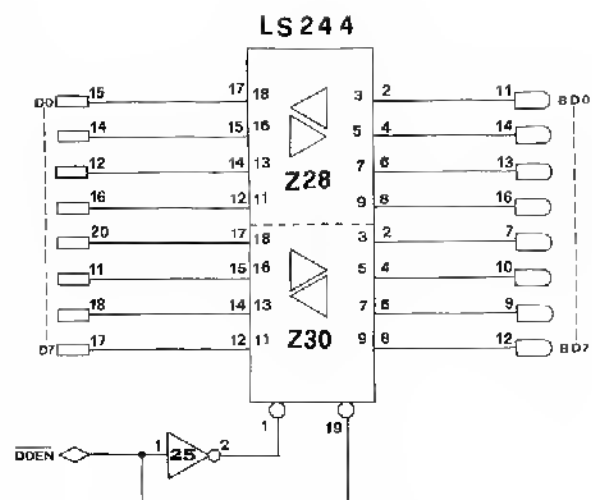 LS244
D0 15 17 18 3 2 11 BD0
14 15 16 5 4 14
12 14 13 7 6 13
Z28
16 12 11 9 8 16
20 17 18 3 2 7
11 15 16 5 4 10
18 14 13 7 6 9
Z30
D7 17 12 11 9 8 12 BD7
1 19
DOEN 1 25 2